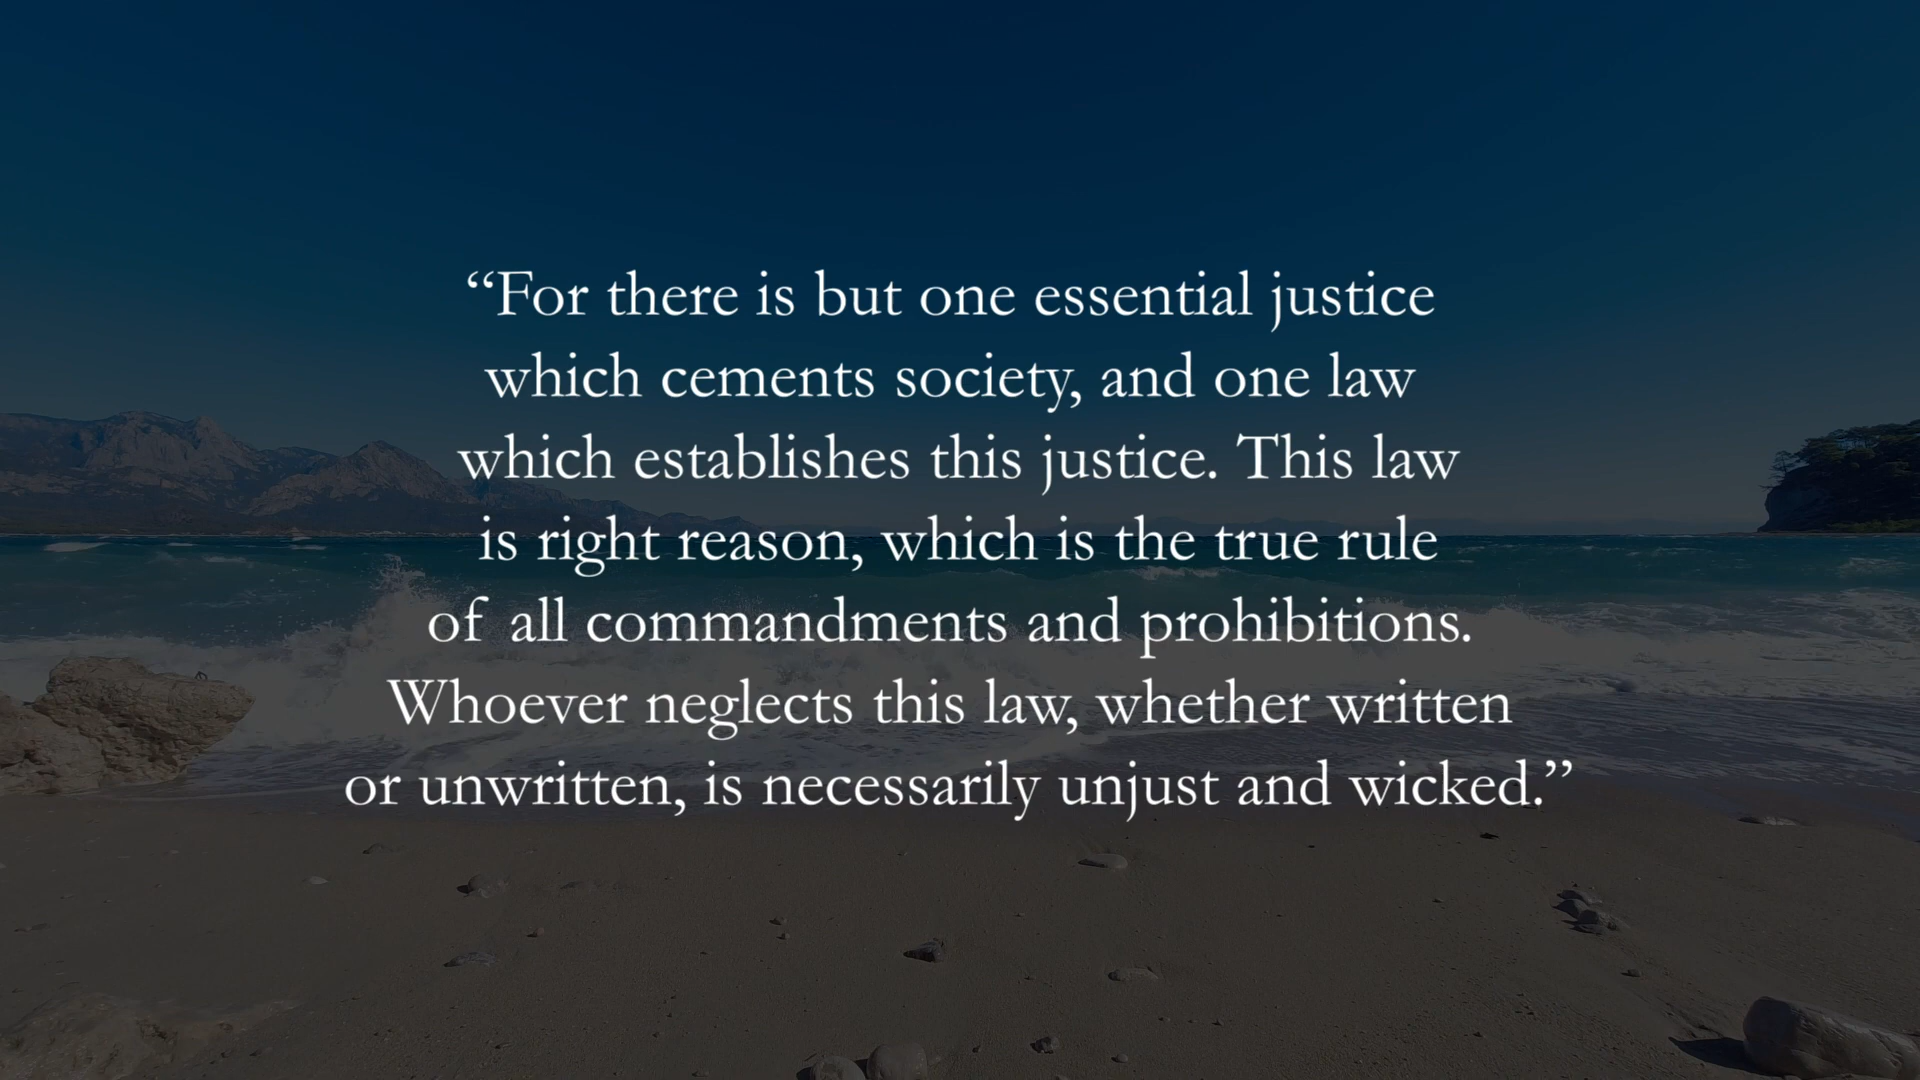 “For there is but one essential justice
which cements society, and one law
which establishes this justice. This law
is right reason, which is the true rule
of all commandments and prohibitions.
Whoever neglects this law, whether written
or unwritten, is necessarily unjust and wicked.”